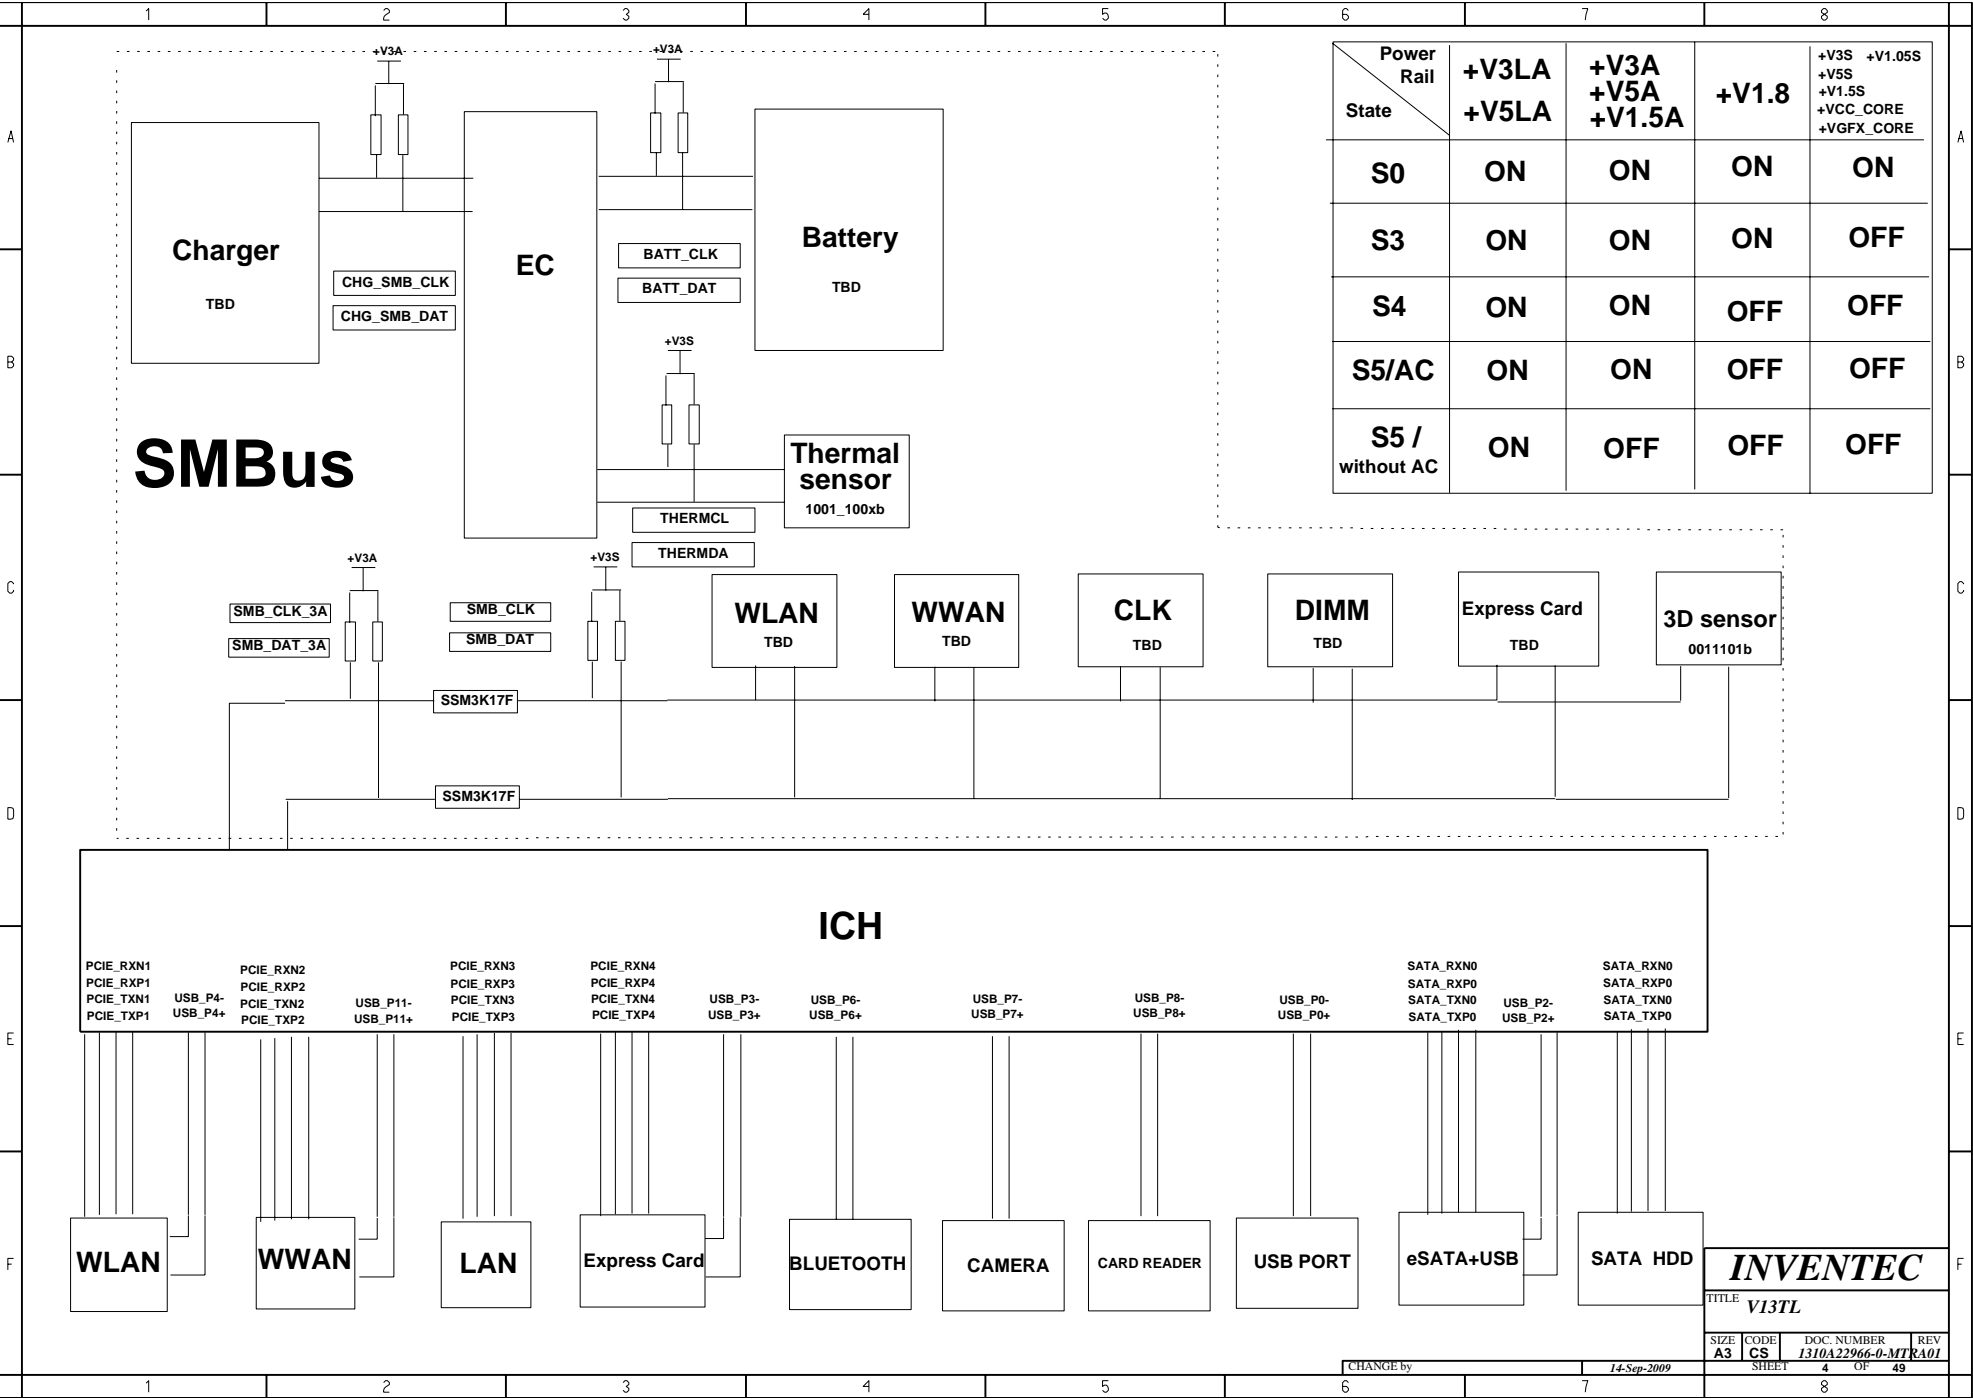 1 2 3 4 5 6 7 8
A
B
C
D
E
F
A
B
C
D
E
F
+V3A
+V3A
Charger
TBD
CHG_SMB_CLK
CHG_SMB_DAT
EC
BATT_CLK
BATT_DAT
Battery
TBD
+V3S
Thermal
sensor
1001_100xb
THERMCL
THERMDA
SMBus
Power
Rail
State
+V3LA
+V5LA
+V3A
+V5A
+V1.5A
+V1.8
+V3S +V1.05S
+V5S
+V1.5S
+VCC_CORE
+VGFX_CORE
S0 ON ON ON ON
S3 ON ON ON OFF
S4 ON ON OFF OFF
S5/AC ON ON OFF OFF
S5 /
without AC
ON OFF OFF OFF
+V3A
SMB_CLK_3A
SMB_DAT_3A
+V3S
SMB_CLK
SMB_DAT
WLAN
TBD
WWAN
TBD
CLK
TBD
DIMM
TBD
Express Card
TBD
3D sensor
0011101b
SSM3K17F
SSM3K17F
ICH
PCIE_RXN1
PCIE_RXP1
PCIE_TXN1
PCIE_TXP1
USB_P4-
USB_P4+
PCIE_RXN2
PCIE_RXP2
PCIE_TXN2
PCIE_TXP2
USB_P11-
USB_P11+
PCIE_RXN3
PCIE_RXP3
PCIE_TXN3
PCIE_TXP3
PCIE_RXN4
PCIE_RXP4
PCIE_TXN4
PCIE_TXP4
USB_P3-
USB_P3+
USB_P6-
USB_P6+
USB_P7-
USB_P7+
USB_P8-
USB_P8+
USB_P0-
USB_P0+
SATA_RXN0
SATA_RXP0
SATA_TXN0
SATA_TXP0
USB_P2-
USB_P2+
SATA_RXN0
SATA_RXP0
SATA_TXN0
SATA_TXP0
WLAN
WWAN
LAN
Express Card
BLUETOOTH
CAMERA
CARD READER
USB PORT
eSATA+USB
SATA HDD
INVENTEC
TITLE V13TL
SIZE CODE DOC. NUMBER REV
A3 CS 1310A22966-0-MTR A01
CHANGE by 14-Sep-2009 SHEET 4 OF 49
1 2 3 4 5 6 7 8